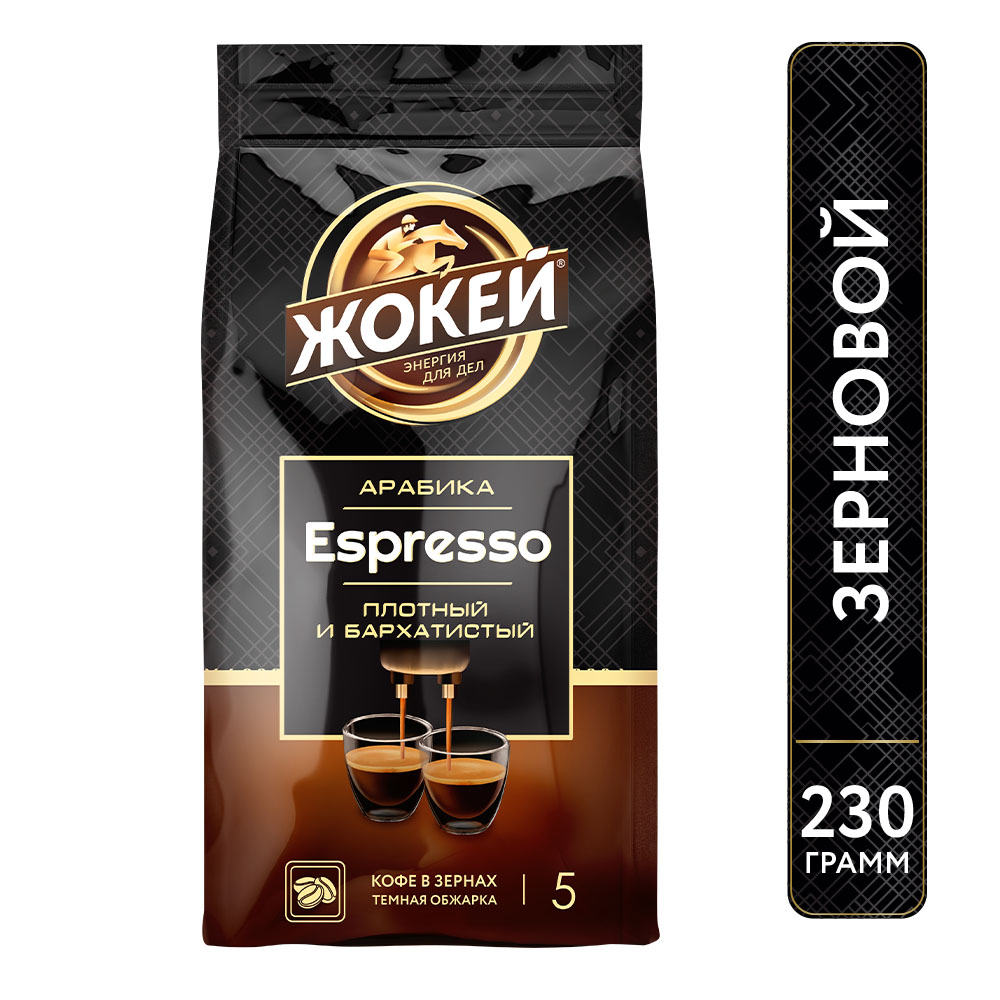 ЖОКЕЙ®
ЭНЕРГИЯ
ДЛЯ ДЕЛ
АРАБИКА
Espresso
ПЛОТНЫЙ
И БАРХАТИСТЫЙ
КОФЕ В ЗЕРНАХ
ТЕМНАЯ ОБЖАРКА
5
ЗЕРНОВОЙ
230
ГРАММ